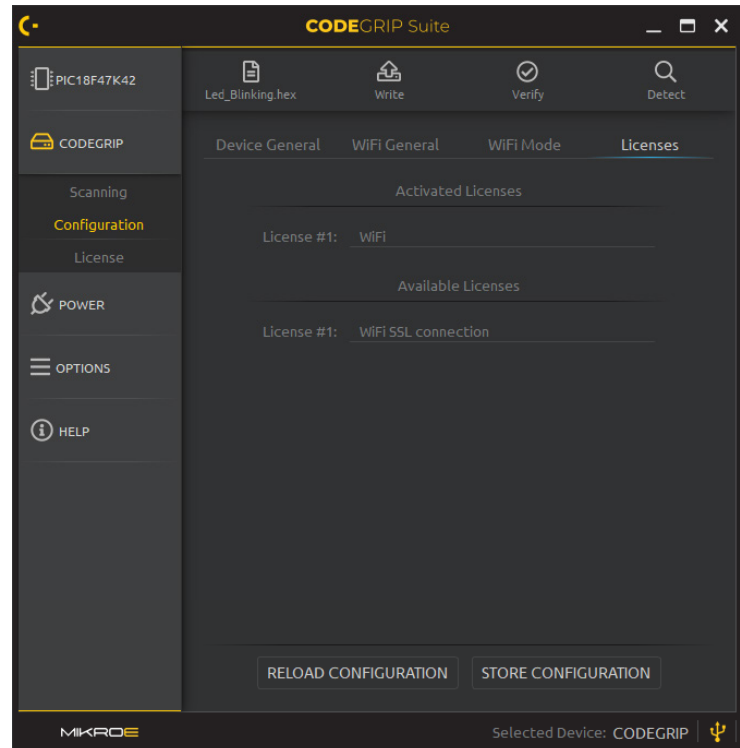 CODEGRIP Suite
PIC18F47K42
CODEGRIP
Scanning
Configuration
License
POWER
OPTIONS
HELP
Led_Blinking.hex
Write
Verify
Detect
Device General
WiFi General
WiFi Mode
Licenses
Activated Licenses
License #1: WiFi
Available Licenses
License #1: WiFi SSL connection
RELOAD CONFIGURATION
STORE CONFIGURATION
MIKROE
Selected Device: CODEGRIP